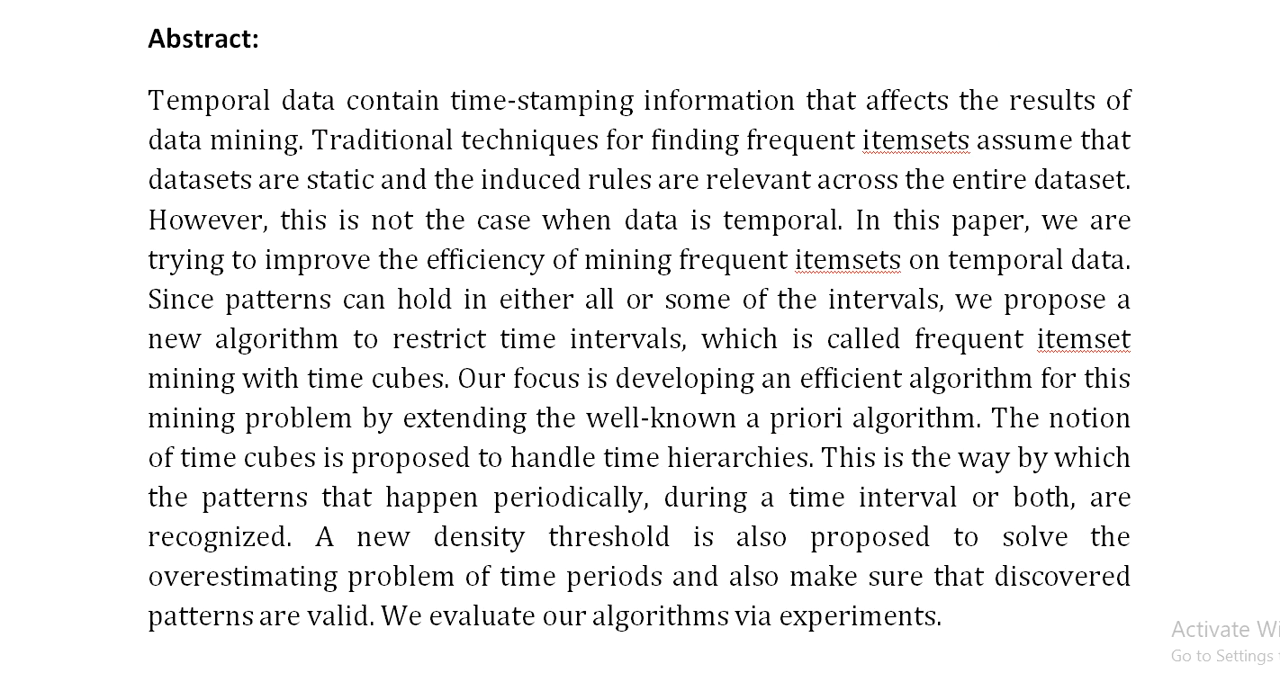 Abstract:
Temporal data contain time-stamping information that affects the results of
data mining. Traditional techniques for finding frequent itemsets assume that
datasets are static and the induced rules are relevant across the entire dataset.
However, this is not the case when data is temporal. In this paper, we are
trying to improve the efficiency of mining frequent itemsets on temporal data.
Since patterns can hold in either all or some of the intervals, we propose a
new algorithm to restrict time intervals, which is called frequent itemset
mining with time cubes. Our focus is developing an efficient algorithm for this
mining problem by extending the well-known a priori algorithm. The notion
of time cubes is proposed to handle time hierarchies. This is the way by which
the patterns that happen periodically, during a time interval or both, are
recognized. A new density threshold is also proposed to solve the
overestimating problem of time periods and also make sure that discovered
patterns are valid. We evaluate our algorithms via experiments.
Activate Wi
Go to Settings